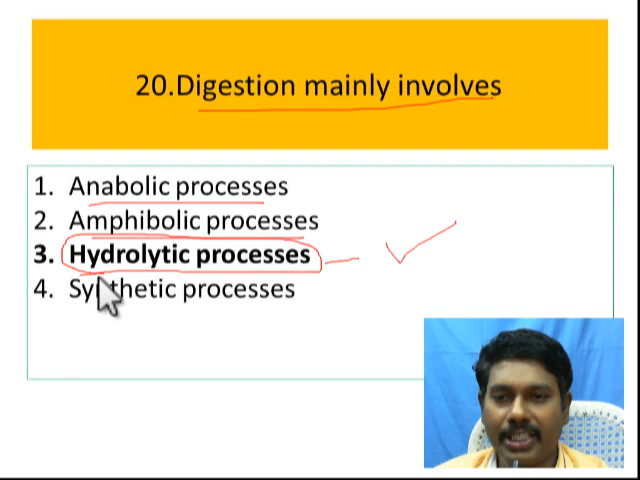 20.Digestion mainly involves
1. Anabolic processes
2. Amphibolic processes
3. Hydrolytic processes
4. Synthetic processes